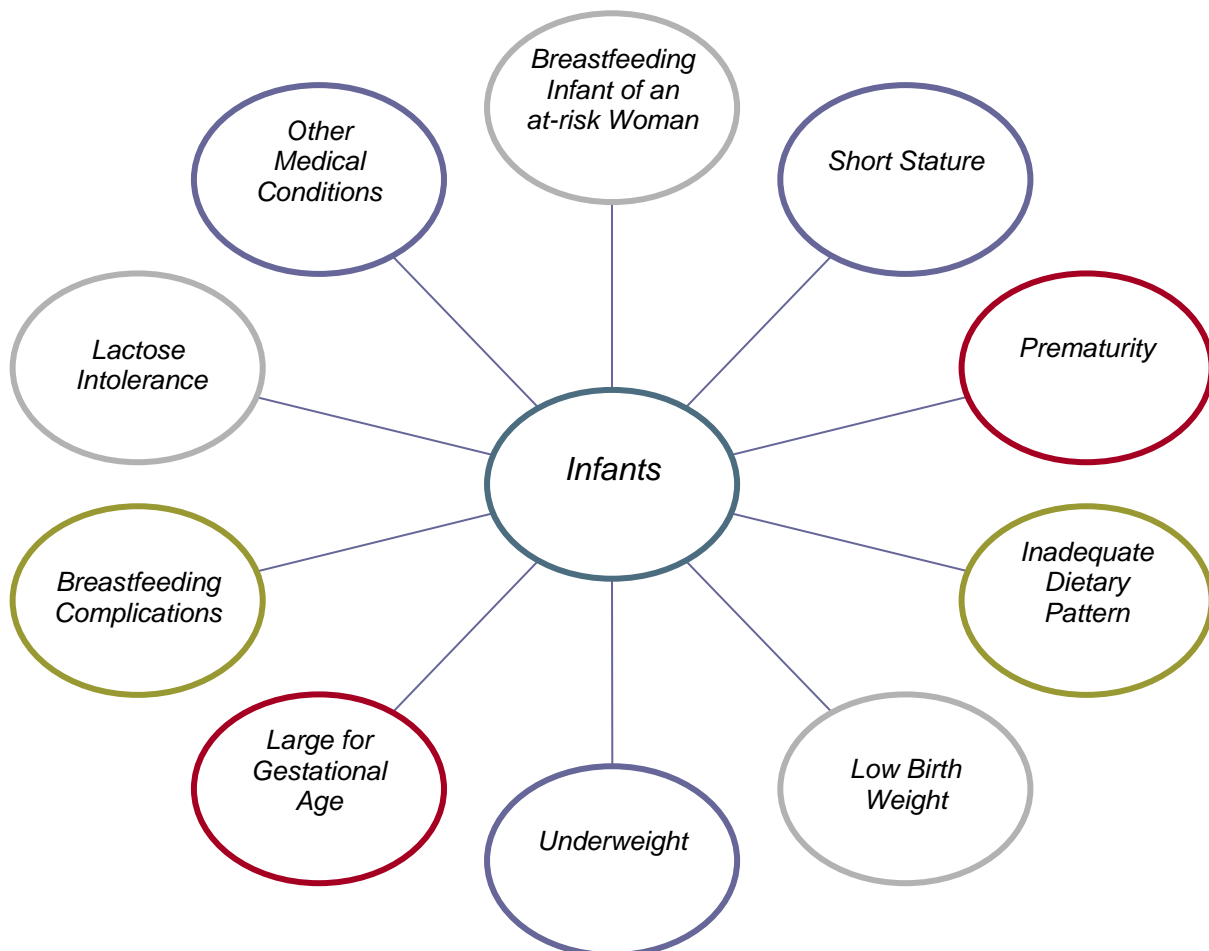 Breastfeeding
Infant of an
at-risk Woman
Other
Medical
Conditions
Short Stature
Lactose
Intolerance
Prematurity
Infants
Breastfeeding
Complications
Inadequate
Dietary
Pattern
Large for
Gestational
Age
Low Birth
Weight
Underweight